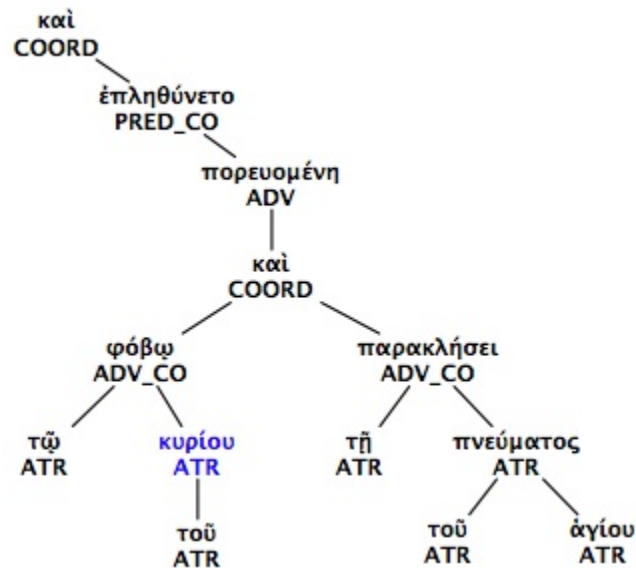 καὶ
COORD
ἐπληθύνετο
PRED_CO
πορευομένη
ADV
καὶ
COORD
φόβῳ παρακλήσει
ADV_CO ADV_CO
τῷ κυρίου τῇ πνεύματος
ATR ATR ATR ATR
τοῦ τοῦ ἁγίου
ATR ATR ATR